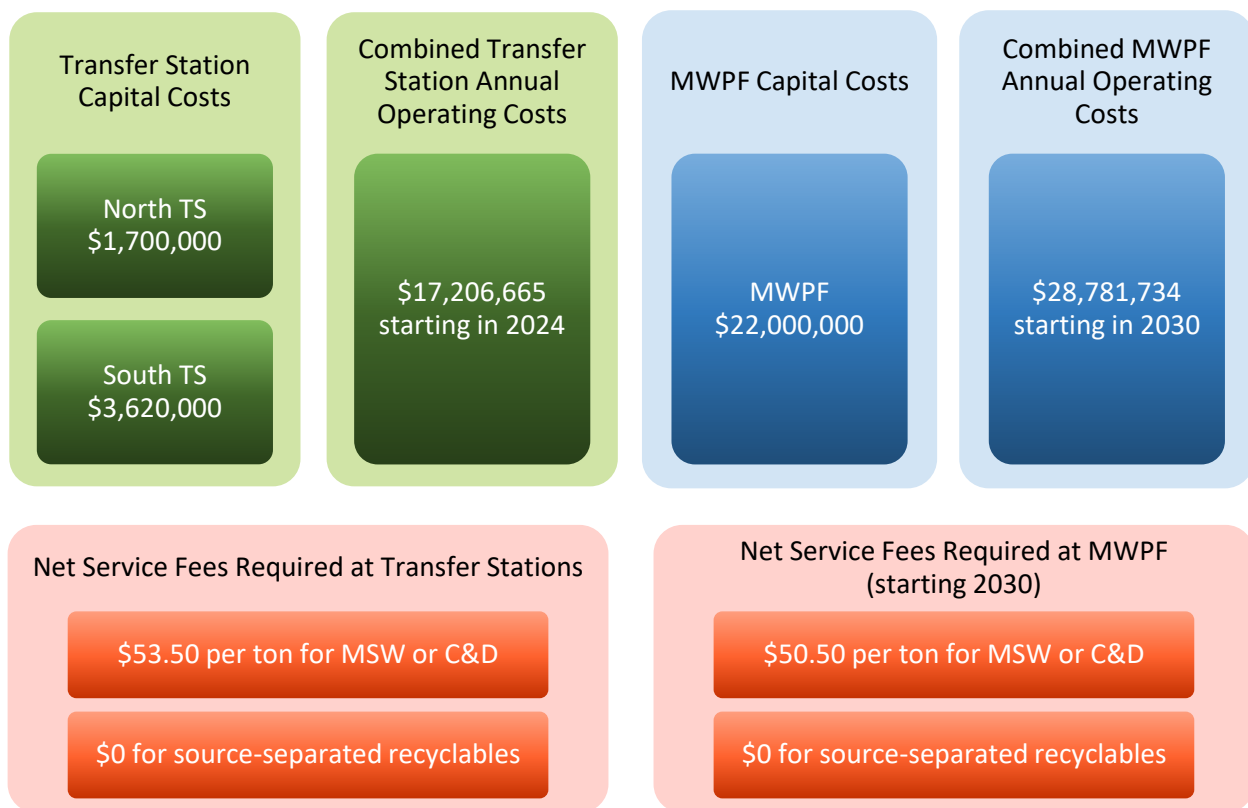 Transfer Station
Capital Costs
North TS
$1,700,000
South TS
$3,620,000
Combined Transfer
Station Annual
Operating Costs
$17,206,665
starting in 2024
MWPF Capital Costs
MWPF
$22,000,000
Combined MWPF
Annual Operating
Costs
$28,781,734
starting in 2030
Net Service Fees Required at Transfer Stations
$53.50 per ton for MSW or C&D
$0 for source-separated recyclables
Net Service Fees Required at MWPF
(starting 2030)
$50.50 per ton for MSW or C&D
$0 for source-separated recyclables